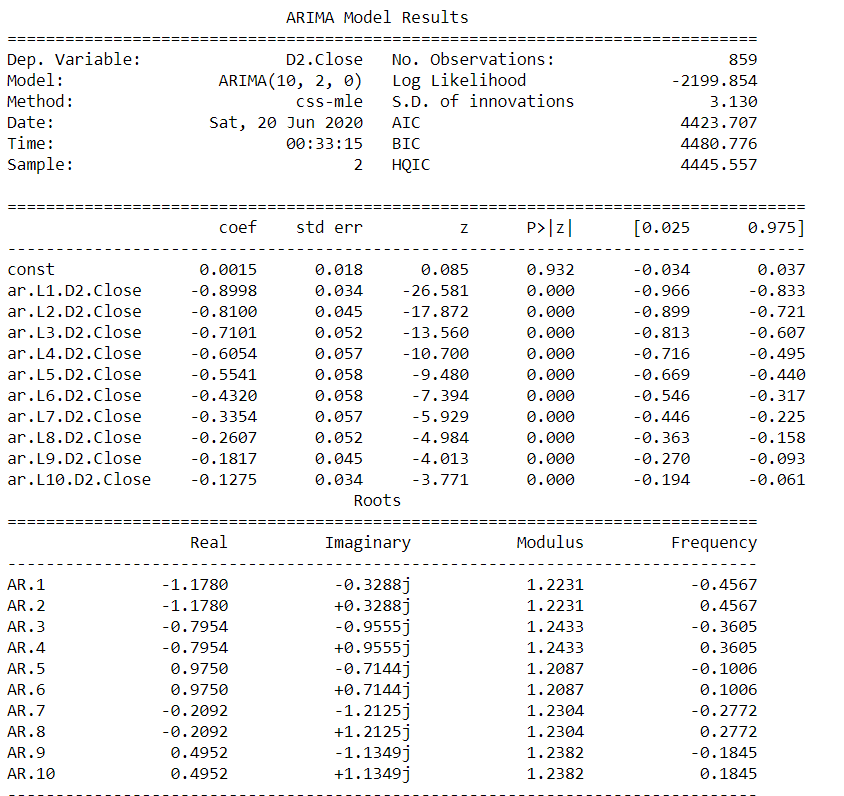 ARIMA Model Results
==============================================================================
Dep. Variable:               D2.Close   No. Observations:                  859
Model:                ARIMA(10, 2, 0)   Log Likelihood               -2199.854
Method:                       css-mle   S.D. of innovations              3.130
Date:                Sat, 20 Jun 2020   AIC                           4423.707
Time:                        00:33:15   BIC                           4480.776
Sample:                             2   HQIC                          4445.557

===================================================================================
                      coef    std err          z      P>|z|      [0.025      0.975]
-----------------------------------------------------------------------------------
const               0.0015      0.018      0.085      0.932      -0.034       0.037
ar.L1.D2.Close     -0.8998      0.034    -26.581      0.000      -0.966      -0.833
ar.L2.D2.Close     -0.8100      0.045    -17.872      0.000      -0.899      -0.721
ar.L3.D2.Close     -0.7101      0.052    -13.560      0.000      -0.813      -0.607
ar.L4.D2.Close     -0.6054      0.057    -10.700      0.000      -0.716      -0.495
ar.L5.D2.Close     -0.5541      0.058     -9.480      0.000      -0.669      -0.440
ar.L6.D2.Close     -0.4320      0.058     -7.394      0.000      -0.546      -0.317
ar.L7.D2.Close     -0.3354      0.057     -5.929      0.000      -0.446      -0.225
ar.L8.D2.Close     -0.2607      0.052     -4.984      0.000      -0.363      -0.158
ar.L9.D2.Close     -0.1817      0.045     -4.013      0.000      -0.270      -0.093
ar.L10.D2.Close    -0.1275      0.034     -3.771      0.000      -0.194      -0.061
                                    Roots
==============================================================================
                   Real          Imaginary           Modulus         Frequency
------------------------------------------------------------------------------
AR.1            -1.1780           -0.3288j            1.2231           -0.4567
AR.2            -1.1780           +0.3288j            1.2231            0.4567
AR.3            -0.7954           -0.9555j            1.2433           -0.3605
AR.4            -0.7954           +0.9555j            1.2433            0.3605
AR.5             0.9750           -0.7144j            1.2087           -0.1006
AR.6             0.9750           +0.7144j            1.2087            0.1006
AR.7            -0.2092           -1.2125j            1.2304           -0.2772
AR.8            -0.2092           +1.2125j            1.2304            0.2772
AR.9             0.4952           -1.1349j            1.2382           -0.1845
AR.10            0.4952           +1.1349j            1.2382            0.1845
------------------------------------------------------------------------------